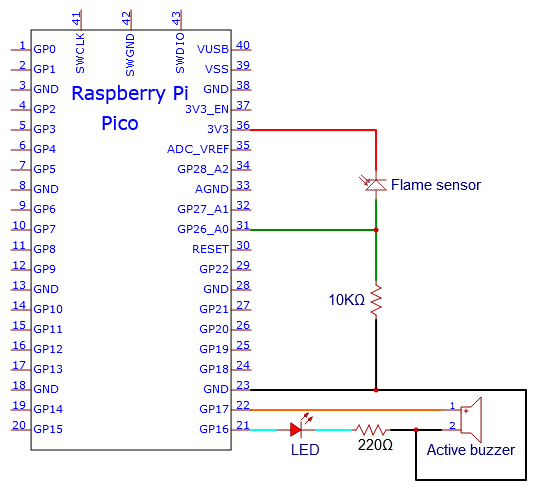 41 42 43
SWCLK SWGND SWDIO
1 GP0 VUSB 40
2 GP1 VSS 39
3 GND GND 38
4 GP2 3V3_EN 37
5 GP3 3V3 36
6 GP4 ADC_VREF 35
7 GP5 GP28_A2 34
8 GND AGND 33
9 GP6 GP27_A1 32
10 GP7 GP26_A0 31
11 GP8 RESET 30
12 GP9 GP22 29
13 GND GND 28
14 GP10 GP21 27
15 GP11 GP20 26
16 GP12 GP19 25
17 GP13 GP18 24
18 GND GND 23
19 GP14 GP17 22
20 GP15 GP16 21
Raspberry Pi
Pico
Flame sensor
10KΩ
LED
220Ω
1 +
2
Active buzzer